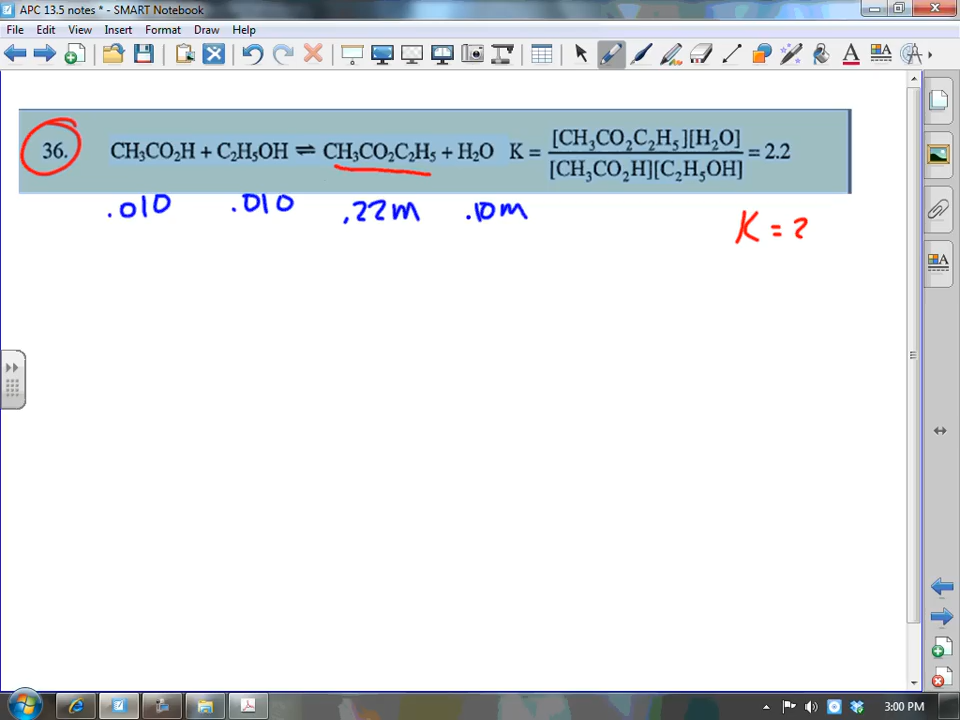 APC 13.5 notes * - SMART Notebook
File Edit View Insert Format Draw Help
36. CH₃CO₂H + C₂H₅OH ⇌ CH₃CO₂C₂H₅ + H₂O K = [CH₃CO₂C₂H₅][H₂O] / [CH₃CO₂H][C₂H₅OH] = 2.2
.010 .010 .22m .10m
K = ?
3:00 PM